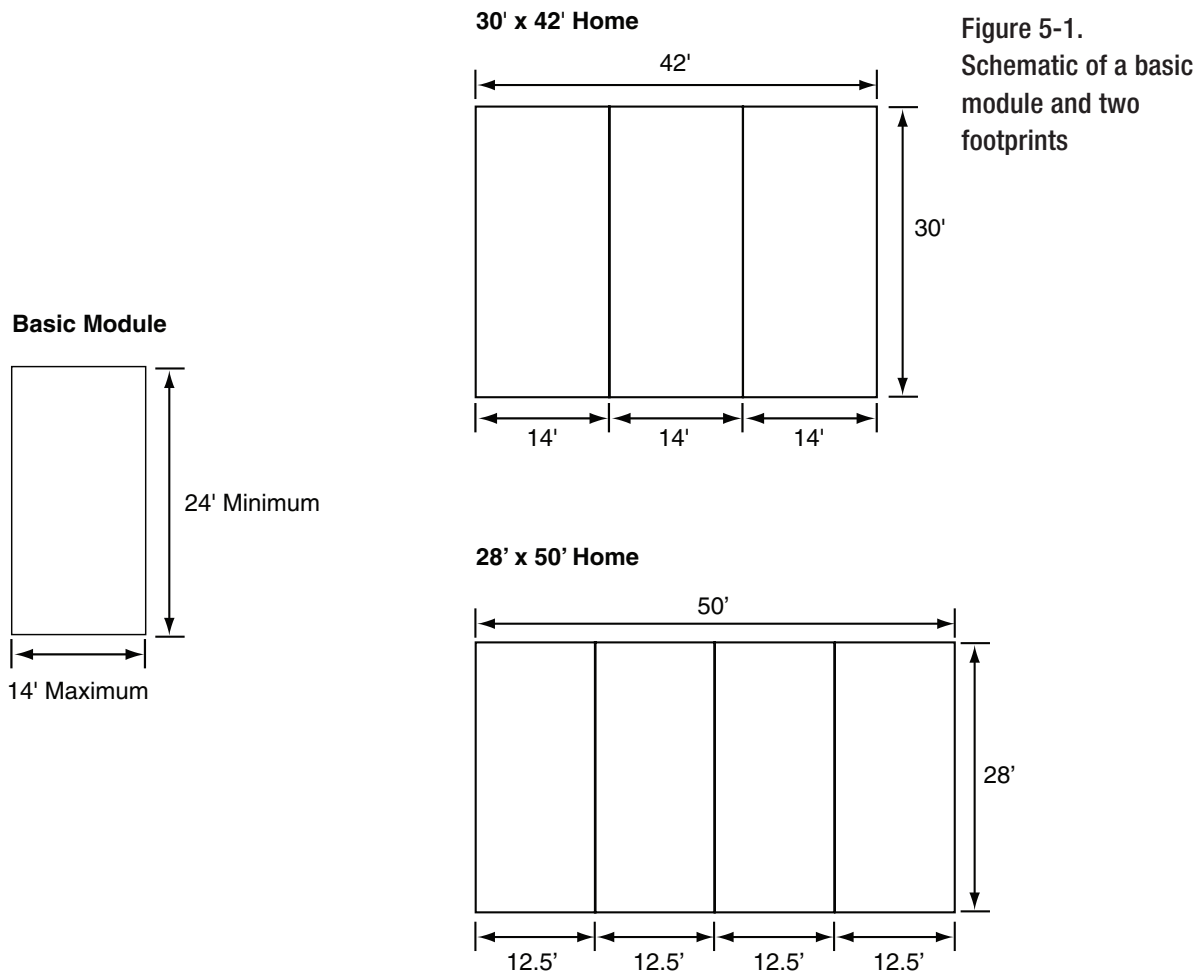 30' x 42' Home
Figure 5-1.
Schematic of a basic
module and two
footprints
42'
30'
14'
14'
14'
Basic Module
24' Minimum
14' Maximum
28’ x 50’ Home
50’
28’
12.5’
12.5’
12.5’
12.5’